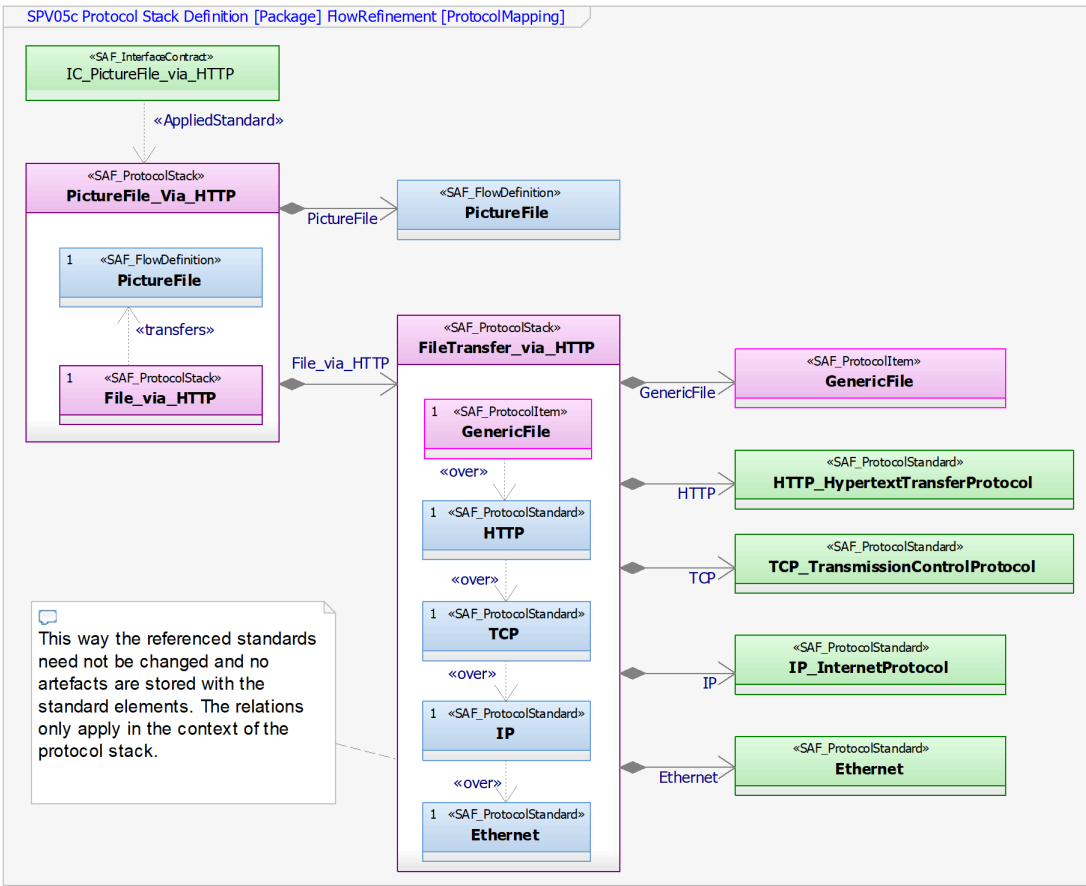 SPV05c Protocol Stack Definition [Package] FlowRefinement [ProtocolMapping]
«SAF_InterfaceContract»
IC_PictureFile_via_HTTP
«AppliedStandard»
«SAF_ProtocolStack»
PictureFile_Via_HTTP
PictureFile
«SAF_FlowDefinition»
PictureFile
1 «SAF_FlowDefinition»
PictureFile
«transfers»
1 «SAF_ProtocolStack»
File_via_HTTP
File_via_HTTP
«SAF_ProtocolStack»
FileTransfer_via_HTTP
GenericFile
«SAF_ProtocolItem»
GenericFile
1 «SAF_ProtocolItem»
GenericFile
«over»
HTTP
«SAF_ProtocolStandard»
HTTP_HypertextTransferProtocol
1 «SAF_ProtocolStandard»
HTTP
«over»
TCP
«SAF_ProtocolStandard»
TCP_TransmissionControlProtocol
1 «SAF_ProtocolStandard»
TCP
«over»
IP
«SAF_ProtocolStandard»
IP_InternetProtocol
1 «SAF_ProtocolStandard»
IP
«over»
Ethernet
«SAF_ProtocolStandard»
Ethernet
1 «SAF_ProtocolStandard»
Ethernet
This way the referenced standards
need not be changed and no
artefacts are stored with the
standard elements. The relations
only apply in the context of the
protocol stack.